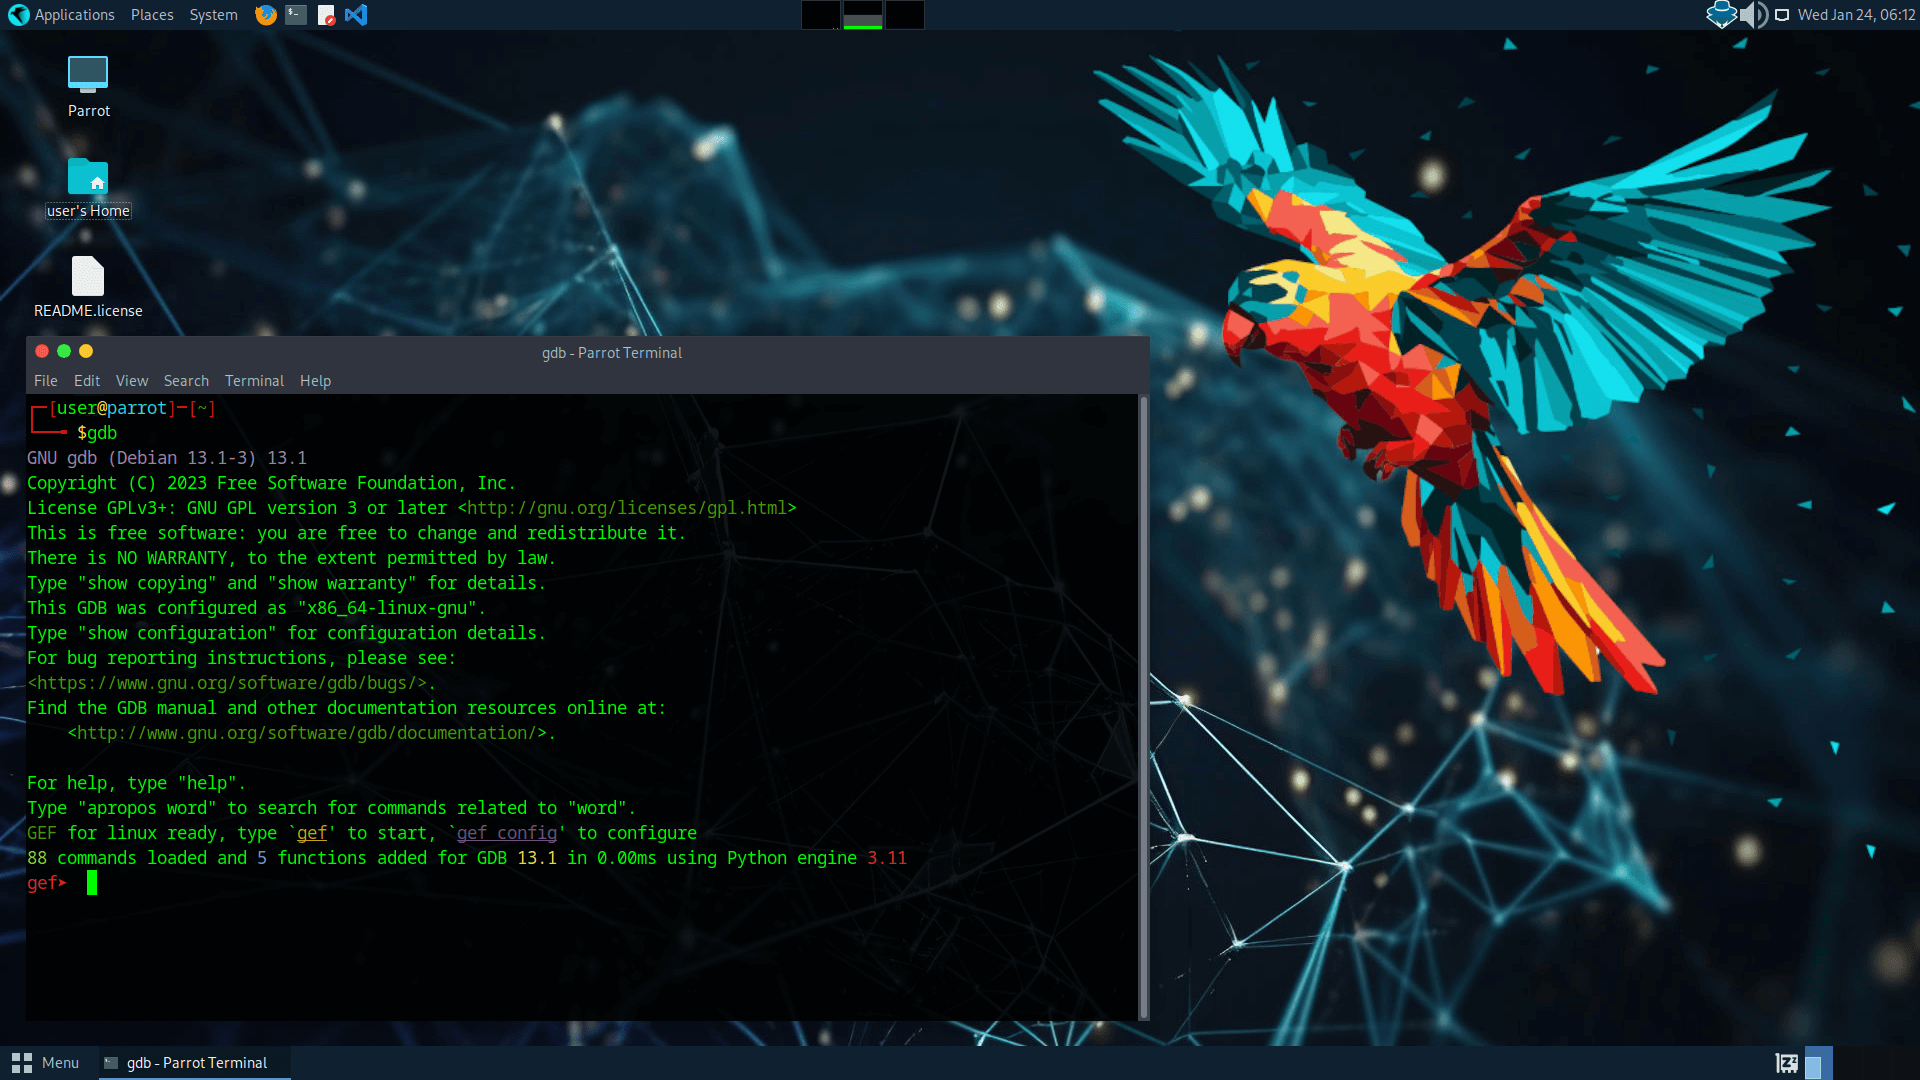 Applications Places System
Wed Jan 24, 06:12
Parrot
user's Home
README.license
gdb - Parrot Terminal
File Edit View Search Terminal Help
[user@parrot]─[~]
$gdb
GNU gdb (Debian 13.1-3) 13.1
Copyright (C) 2023 Free Software Foundation, Inc.
License GPLv3+: GNU GPL version 3 or later <http://gnu.org/licenses/gpl.html>
This is free software: you are free to change and redistribute it.
There is NO WARRANTY, to the extent permitted by law.
Type "show copying" and "show warranty" for details.
This GDB was configured as "x86_64-linux-gnu".
Type "show configuration" for configuration details.
For bug reporting instructions, please see:
<https://www.gnu.org/software/gdb/bugs/>.
Find the GDB manual and other documentation resources online at:
<http://www.gnu.org/software/gdb/documentation/>.
For help, type "help".
Type "apropos word" to search for commands related to "word".
GEF for linux ready, type `gef' to start, `gef config' to configure
88 commands loaded and 5 functions added for GDB 13.1 in 0.00ms using Python engine 3.11
gef➤
Menu gdb - Parrot Terminal